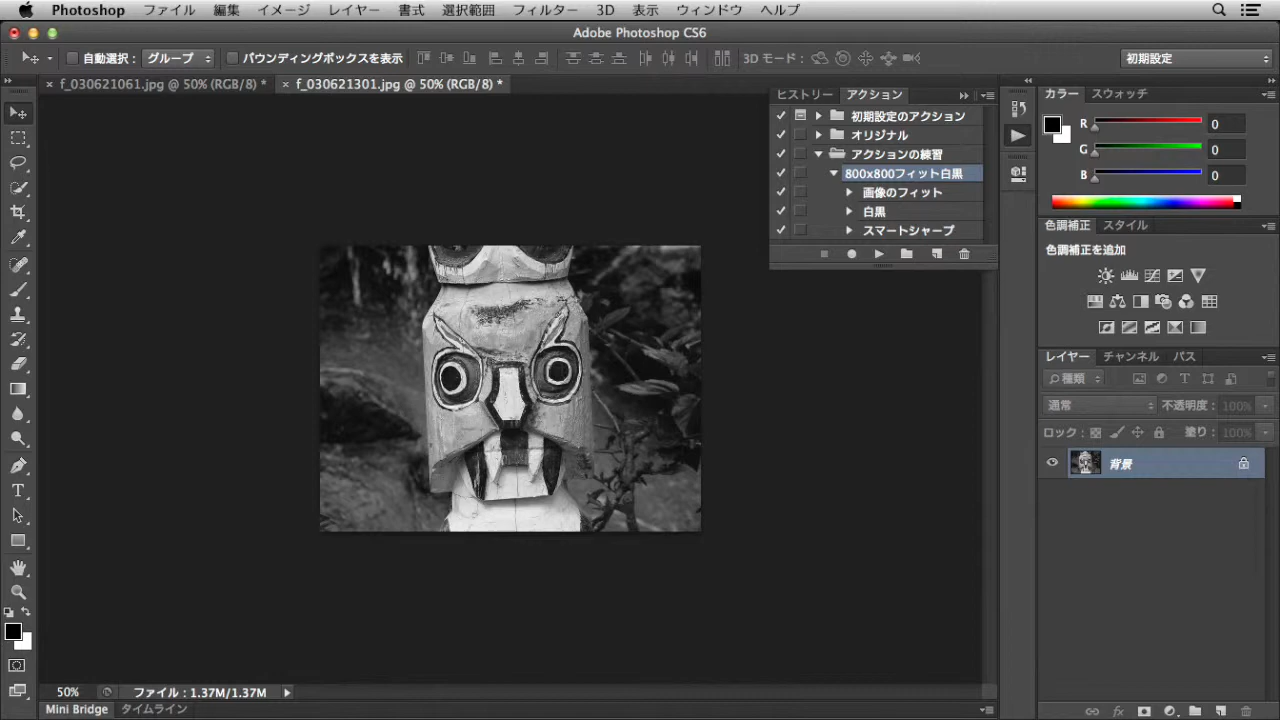 Photoshop ファイル 編集 イメージ レイヤー 書式 選択範囲 フィルター 3D 表示 ウィンドウ ヘルプ
Adobe Photoshop CS6
自動選択： グループ バウンディングボックスを表示 3D モード： 初期設定
× f_030621061.jpg @ 50% (RGB/8) * × f_030621301.jpg @ 50% (RGB/8) *
ヒストリー アクション
初期設定のアクション
オリジナル
アクションの練習
800x800フィット白黒
画像のフィット
白黒
スマートシャープ
カラー スウォッチ
R 0
G 0
B 0
色調補正 スタイル
色調補正を追加
レイヤー チャンネル パス
種類
通常 不透明度： 100%
ロック： 塗り： 100%
背景
fx
50% ファイル：1.37M/1.37M
Mini Bridge タイムライン